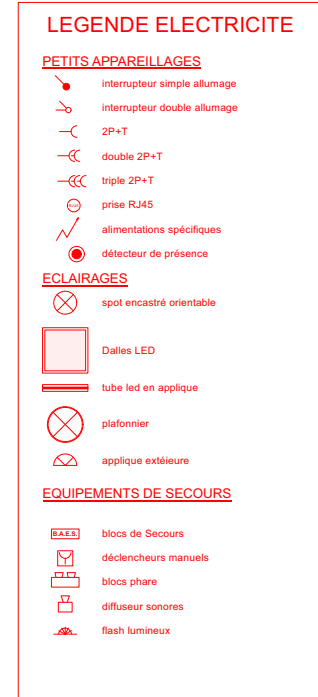 LEGENDE ELECTRICITE
PETITS APPAREILLAGES
interrupteur simple allumage
interrupteur double allumage
2P+T
double 2P+T
triple 2P+T
prise RJ45
alimentations spécifiques
détecteur de présence
ECLAIRAGES
spot encastré orientable
Dalles LED
tube led en applique
plafonnier
applique extéieure
EQUIPEMENTS DE SECOURS
B.A.E.S. blocs de Secours
déclencheurs manuels
blocs phare
diffuseur sonores
flash lumineux